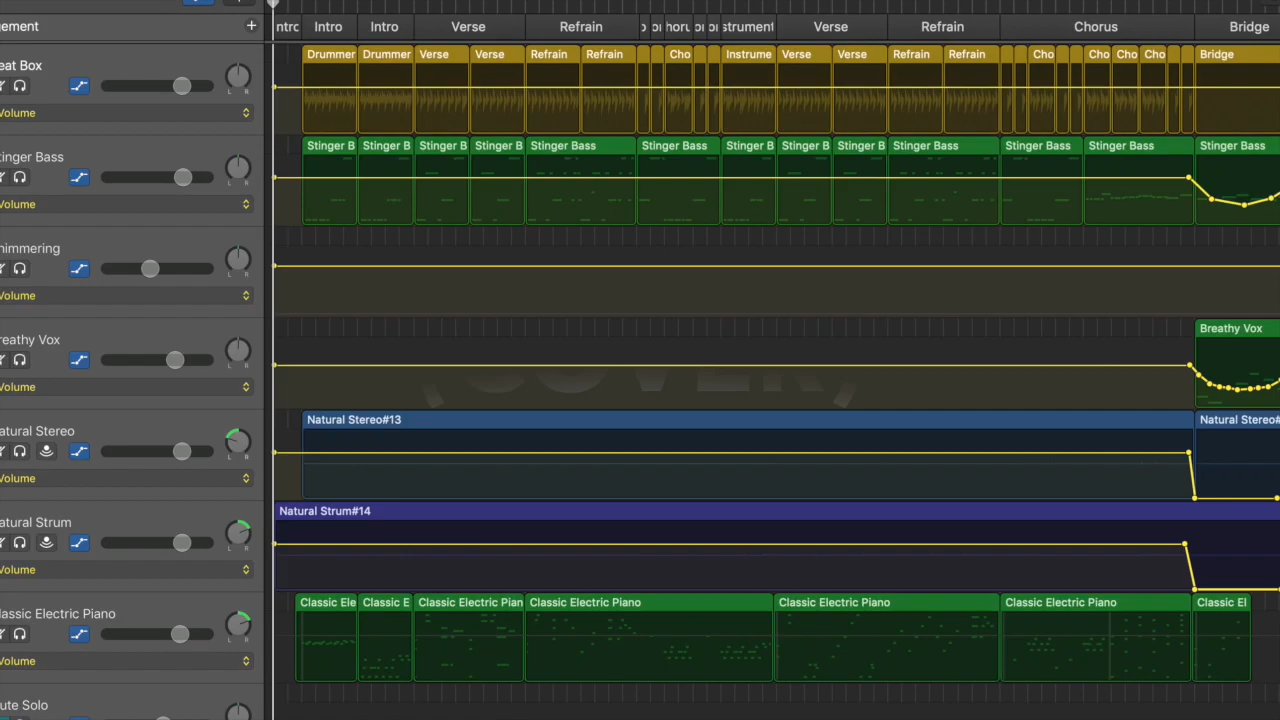 ement + ntro Intro Intro Verse Refrain horu strument Verse Refrain Chorus Bridge
Drummer Drummer Verse Verse Refrain Refrain Cho Instrume Verse Verse Refrain Refrain Cho Cho Cho Cho Bridge
eat Box
L R
Volume
Stinger B Stinger B Stinger B Stinger B Stinger Bass Stinger Bass Stinger B Stinger B Stinger B Stinger Bass Stinger Bass Stinger Bass Stinger Bass
tinger Bass
L R
Volume
himmering
L R
Volume
Breathy Vox
reathy Vox
L R
Volume
COVER
Natural Stereo#13 Natural Stereo#
atural Stereo
L R
Volume
Natural Strum#14
atural Strum
L R
Volume
Classic Ele Classic E Classic Electric Pian Classic Electric Piano Classic Electric Piano Classic Electric Piano Classic El
lassic Electric Piano
L R
Volume
ute Solo